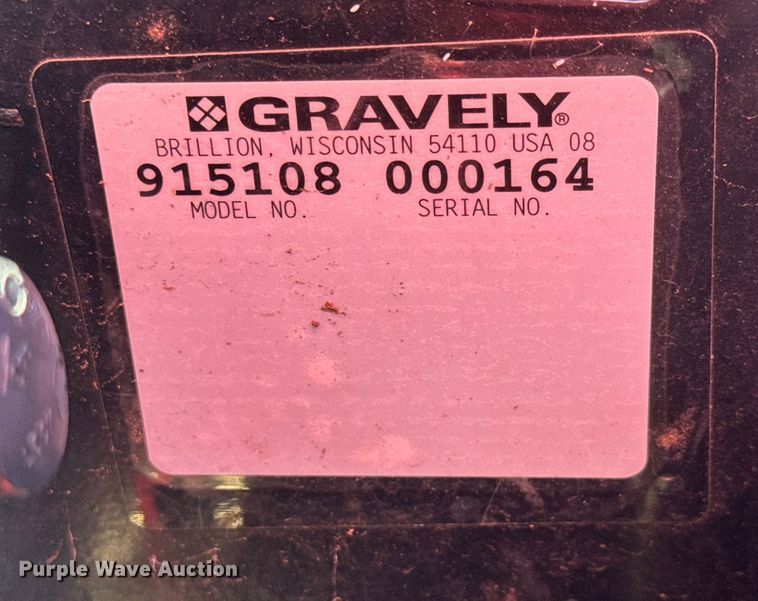 GRAVELY®
BRILLION, WISCONSIN 54110 USA 08
915108 000164
MODEL NO. SERIAL NO.
Purple Wave Auction